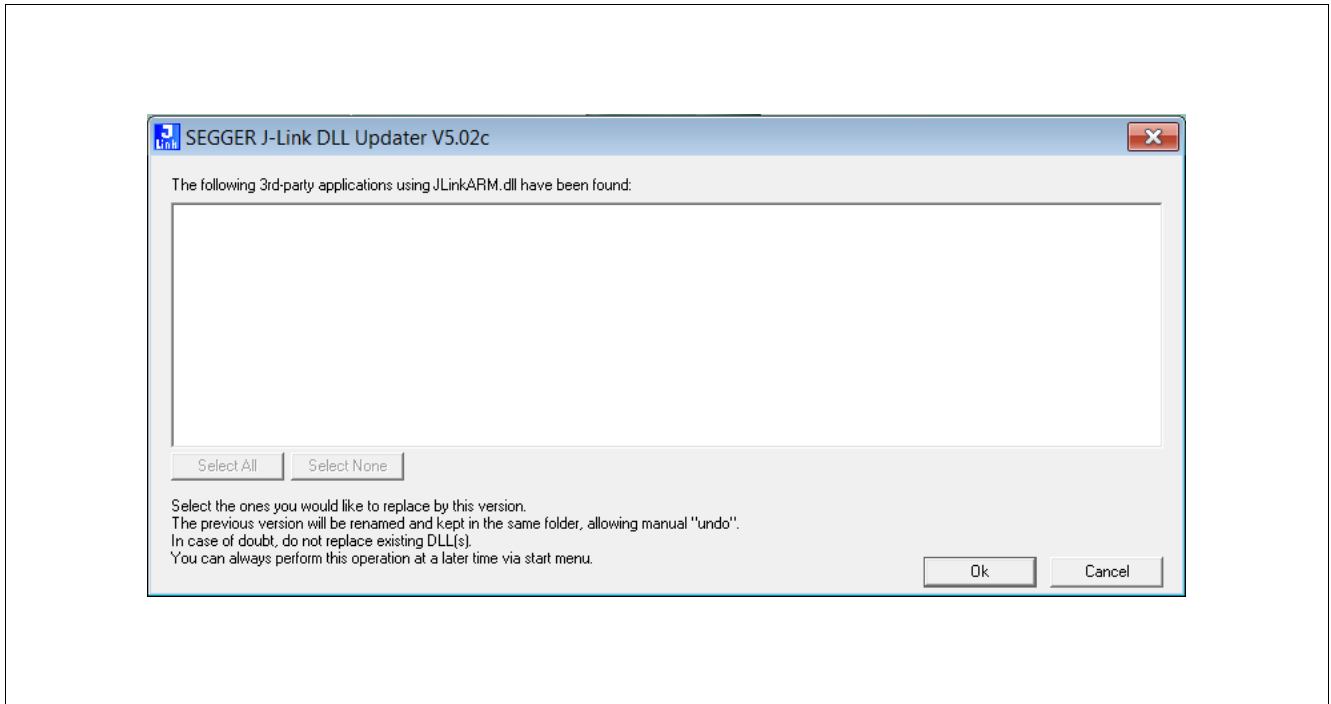 J
Link
SEGGER J-Link DLL Updater V5.02c
The following 3rd-party applications using JLinkARM.dll have been found:
Select All
Select None
Select the ones you would like to replace by this version.
The previous version will be renamed and kept in the same folder, allowing manual "undo".
In case of doubt, do not replace existing DLL(s).
You can always perform this operation at a later time via start menu.
Ok
Cancel